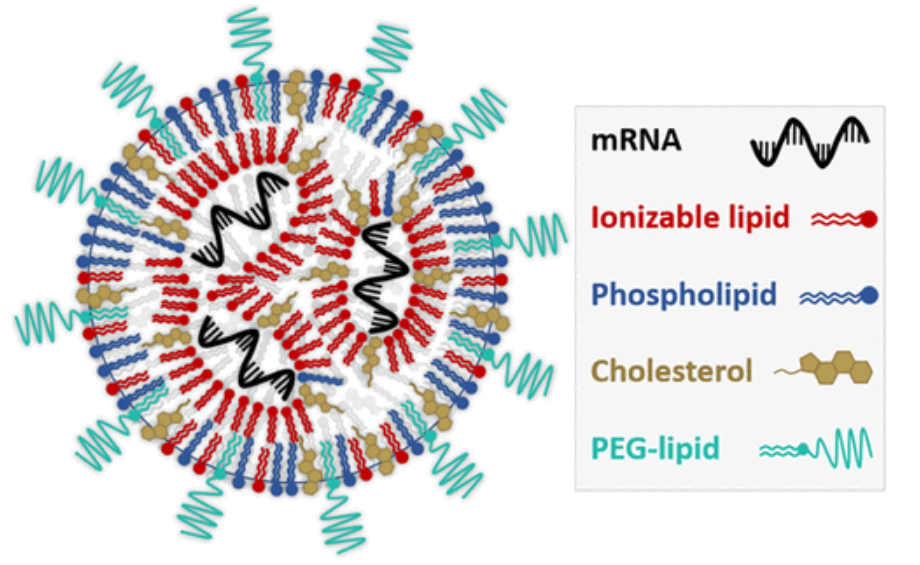 mRNA
Ionizable lipid
Phospholipid
Cholesterol
PEG-lipid